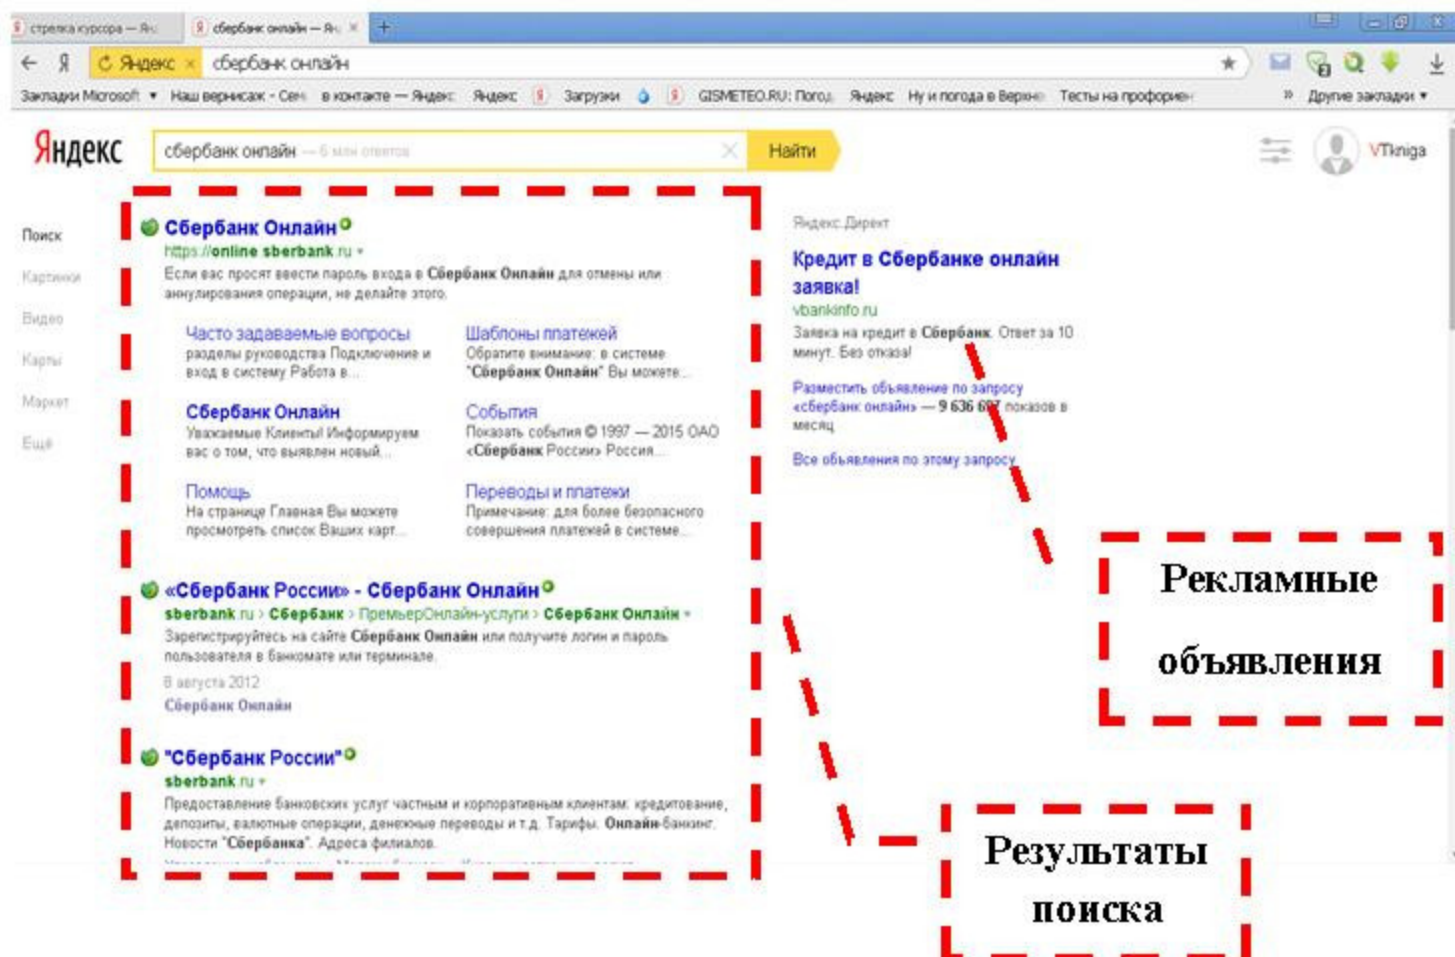 стрелка курсора — Ян
сбербанк онлайн — Ян
Яндекс
сбербанк онлайн
Закладки Microsoft
Наш вернисаж - Сен
в контакте — Яндекс
Яндекс
Загрузки
GISMETEO.RU: Погод
Яндекс
Ну и погода в Верхне
Тесты на профориен
Другие закладки
Яндекс
сбербанк онлайн — 6 млн ответов
Найти
VTkniga
Поиск
Картинки
Видео
Карты
Маркет
Ещё
Сбербанк Онлайн
https://online.sberbank.ru
Если вас просят ввести пароль входа в Сбербанк Онлайн для отмены или
аннулирования операции, не делайте этого.
Часто задаваемые вопросы
разделы руководства Подключение и
вход в систему Работа в...
Шаблоны платежей
Обратите внимание: в системе
"Сбербанк Онлайн" Вы можете...
Сбербанк Онлайн
Уважаемые Клиенты! Информируем
вас о том, что выявлен новый...
События
Показать события © 1997 — 2015 ОАО
«Сбербанк России» Россия...
Помощь
На странице Главная Вы можете
просмотреть список Ваших карт...
Переводы и платежи
Примечание: для более безопасного
совершения платежей в системе...
«Сбербанк России» - Сбербанк Онлайн
sberbank.ru › Сбербанк › ПремьерОнлайн-услуги › Сбербанк Онлайн
Зарегистрируйтесь на сайте Сбербанк Онлайн или получите логин и пароль
пользователя в банкомате или терминале.
8 августа 2012
Сбербанк Онлайн
"Сбербанк России"
sberbank.ru
Предоставление банковских услуг частным и корпоративным клиентам: кредитование,
депозиты, валютные операции, денежные переводы и т.д. Тарифы. Онлайн-банкинг.
Новости "Сбербанка". Адреса филиалов.
Яндекс.Директ
Кредит в Сбербанке онлайн
заявка!
vbankinfo.ru
Заявка на кредит в Сбербанк. Ответ за 10
минут. Без отказа!
Разместить объявление по запросу
«сбербанк онлайн» — 9 636 697 показов в
месяц
Все объявления по этому запросу
Рекламные
объявления
Результаты
поиска